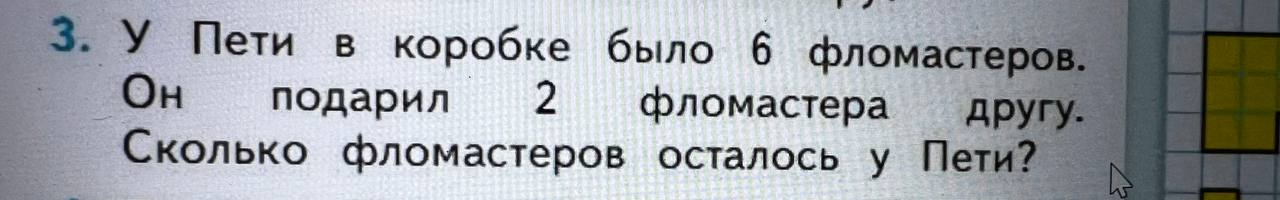 3. У Пети в коробке было 6 фломастеров.
Он подарил 2 фломастера другу.
Сколько фломастеров осталось у Пети?